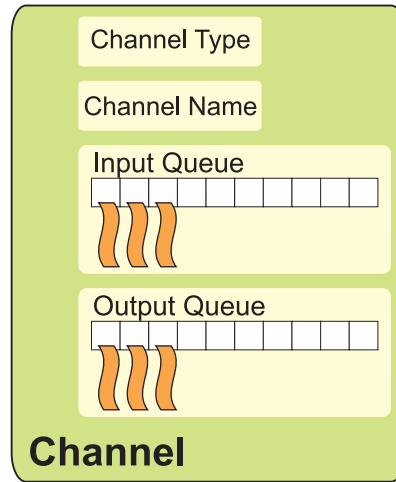 Channel Type
Channel Name
Input Queue
Output Queue
Channel